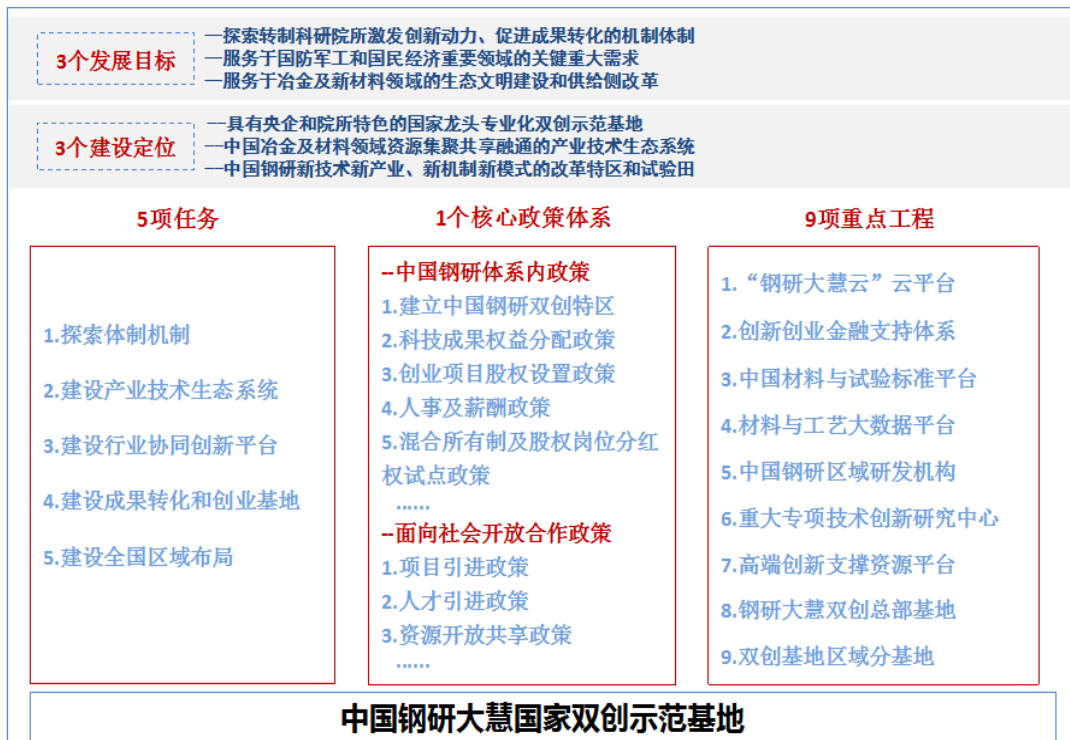 3个发展目标
—探索转制科研院所激发创新动力、促进成果转化的机制体制
—服务于国防军工和国民经济重要领域的关键重大需求
—服务于冶金及新材料领域的生态文明建设和供给侧改革
3个建设定位
—具有央企和院所特色的国家龙头专业化双创示范基地
—中国冶金及材料领域资源集聚共享融通的产业技术生态系统
—中国钢研新技术新产业、新机制新模式的改革特区和试验田
5项任务
1.探索体制机制
2.建设产业技术生态系统
3.建设行业协同创新平台
4.建设成果转化和创业基地
5.建设全国区域布局
1个核心政策体系
--中国钢研体系内政策
1.建立中国钢研双创特区
2.科技成果权益分配政策
3.创业项目股权设置政策
4.人事及薪酬政策
5.混合所有制及股权岗位分红
权试点政策
......
--面向社会开放合作政策
1.项目引进政策
2.人才引进政策
3.资源开放共享政策
......
9项重点工程
1.“钢研大慧云”云平台
2.创新创业金融支持体系
3.中国材料与试验标准平台
4.材料与工艺大数据平台
5.中国钢研区域研发机构
6.重大专项技术创新研究中心
7.高端创新支撑资源平台
8.钢研大慧双创总部基地
9.双创基地区域分基地
中国钢研大慧国家双创示范基地